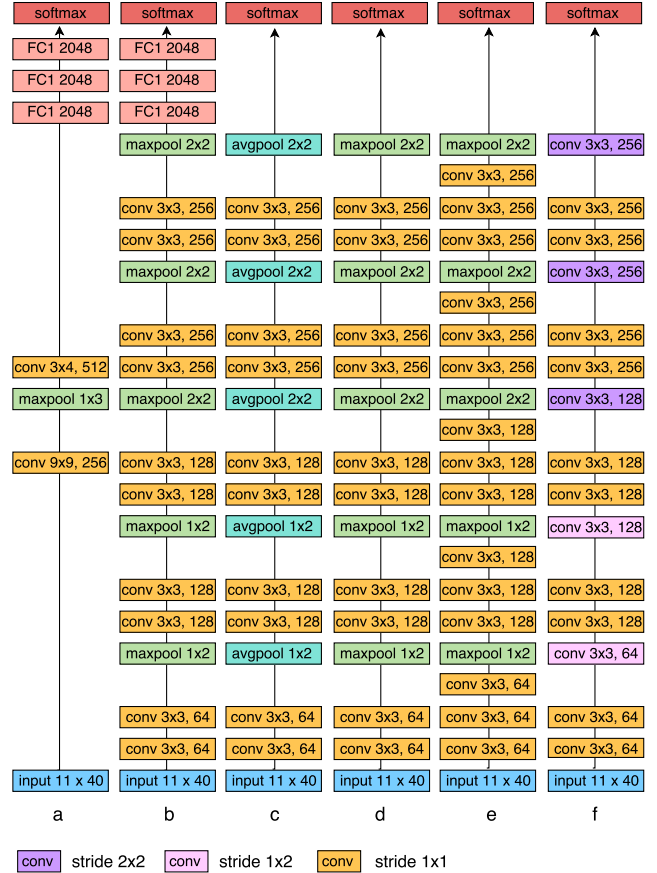 softmax softmax softmax softmax softmax softmax
FC1 2048 FC1 2048
FC1 2048 FC1 2048
FC1 2048 FC1 2048
maxpool 2x2 avgpool 2x2 maxpool 2x2 maxpool 2x2 conv 3x3, 256
conv 3x3, 256
conv 3x3, 256 conv 3x3, 256 conv 3x3, 256 conv 3x3, 256 conv 3x3, 256
conv 3x3, 256 conv 3x3, 256 conv 3x3, 256 conv 3x3, 256 conv 3x3, 256
maxpool 2x2 avgpool 2x2 maxpool 2x2 maxpool 2x2 conv 3x3, 256
conv 3x3, 256
conv 3x3, 256 conv 3x3, 256 conv 3x3, 256 conv 3x3, 256 conv 3x3, 256
conv 3x4, 512 conv 3x3, 256 conv 3x3, 256 conv 3x3, 256 conv 3x3, 256 conv 3x3, 256
maxpool 1x3 maxpool 2x2 avgpool 2x2 maxpool 2x2 maxpool 2x2 conv 3x3, 128
conv 3x3, 128
conv 9x9, 256 conv 3x3, 128 conv 3x3, 128 conv 3x3, 128 conv 3x3, 128 conv 3x3, 128
conv 3x3, 128 conv 3x3, 128 conv 3x3, 128 conv 3x3, 128 conv 3x3, 128
maxpool 1x2 avgpool 1x2 maxpool 1x2 maxpool 1x2 conv 3x3, 128
conv 3x3, 128
conv 3x3, 128 conv 3x3, 128 conv 3x3, 128 conv 3x3, 128 conv 3x3, 128
conv 3x3, 128 conv 3x3, 128 conv 3x3, 128 conv 3x3, 128 conv 3x3, 128
maxpool 1x2 avgpool 1x2 maxpool 1x2 maxpool 1x2 conv 3x3, 64
conv 3x3, 64
conv 3x3, 64 conv 3x3, 64 conv 3x3, 64 conv 3x3, 64 conv 3x3, 64
conv 3x3, 64 conv 3x3, 64 conv 3x3, 64 conv 3x3, 64 conv 3x3, 64
input 11 x 40 input 11 x 40 input 11 x 40 input 11 x 40 input 11 x 40 input 11 x 40
a b c d e f
conv stride 2x2 conv stride 1x2 conv stride 1x1